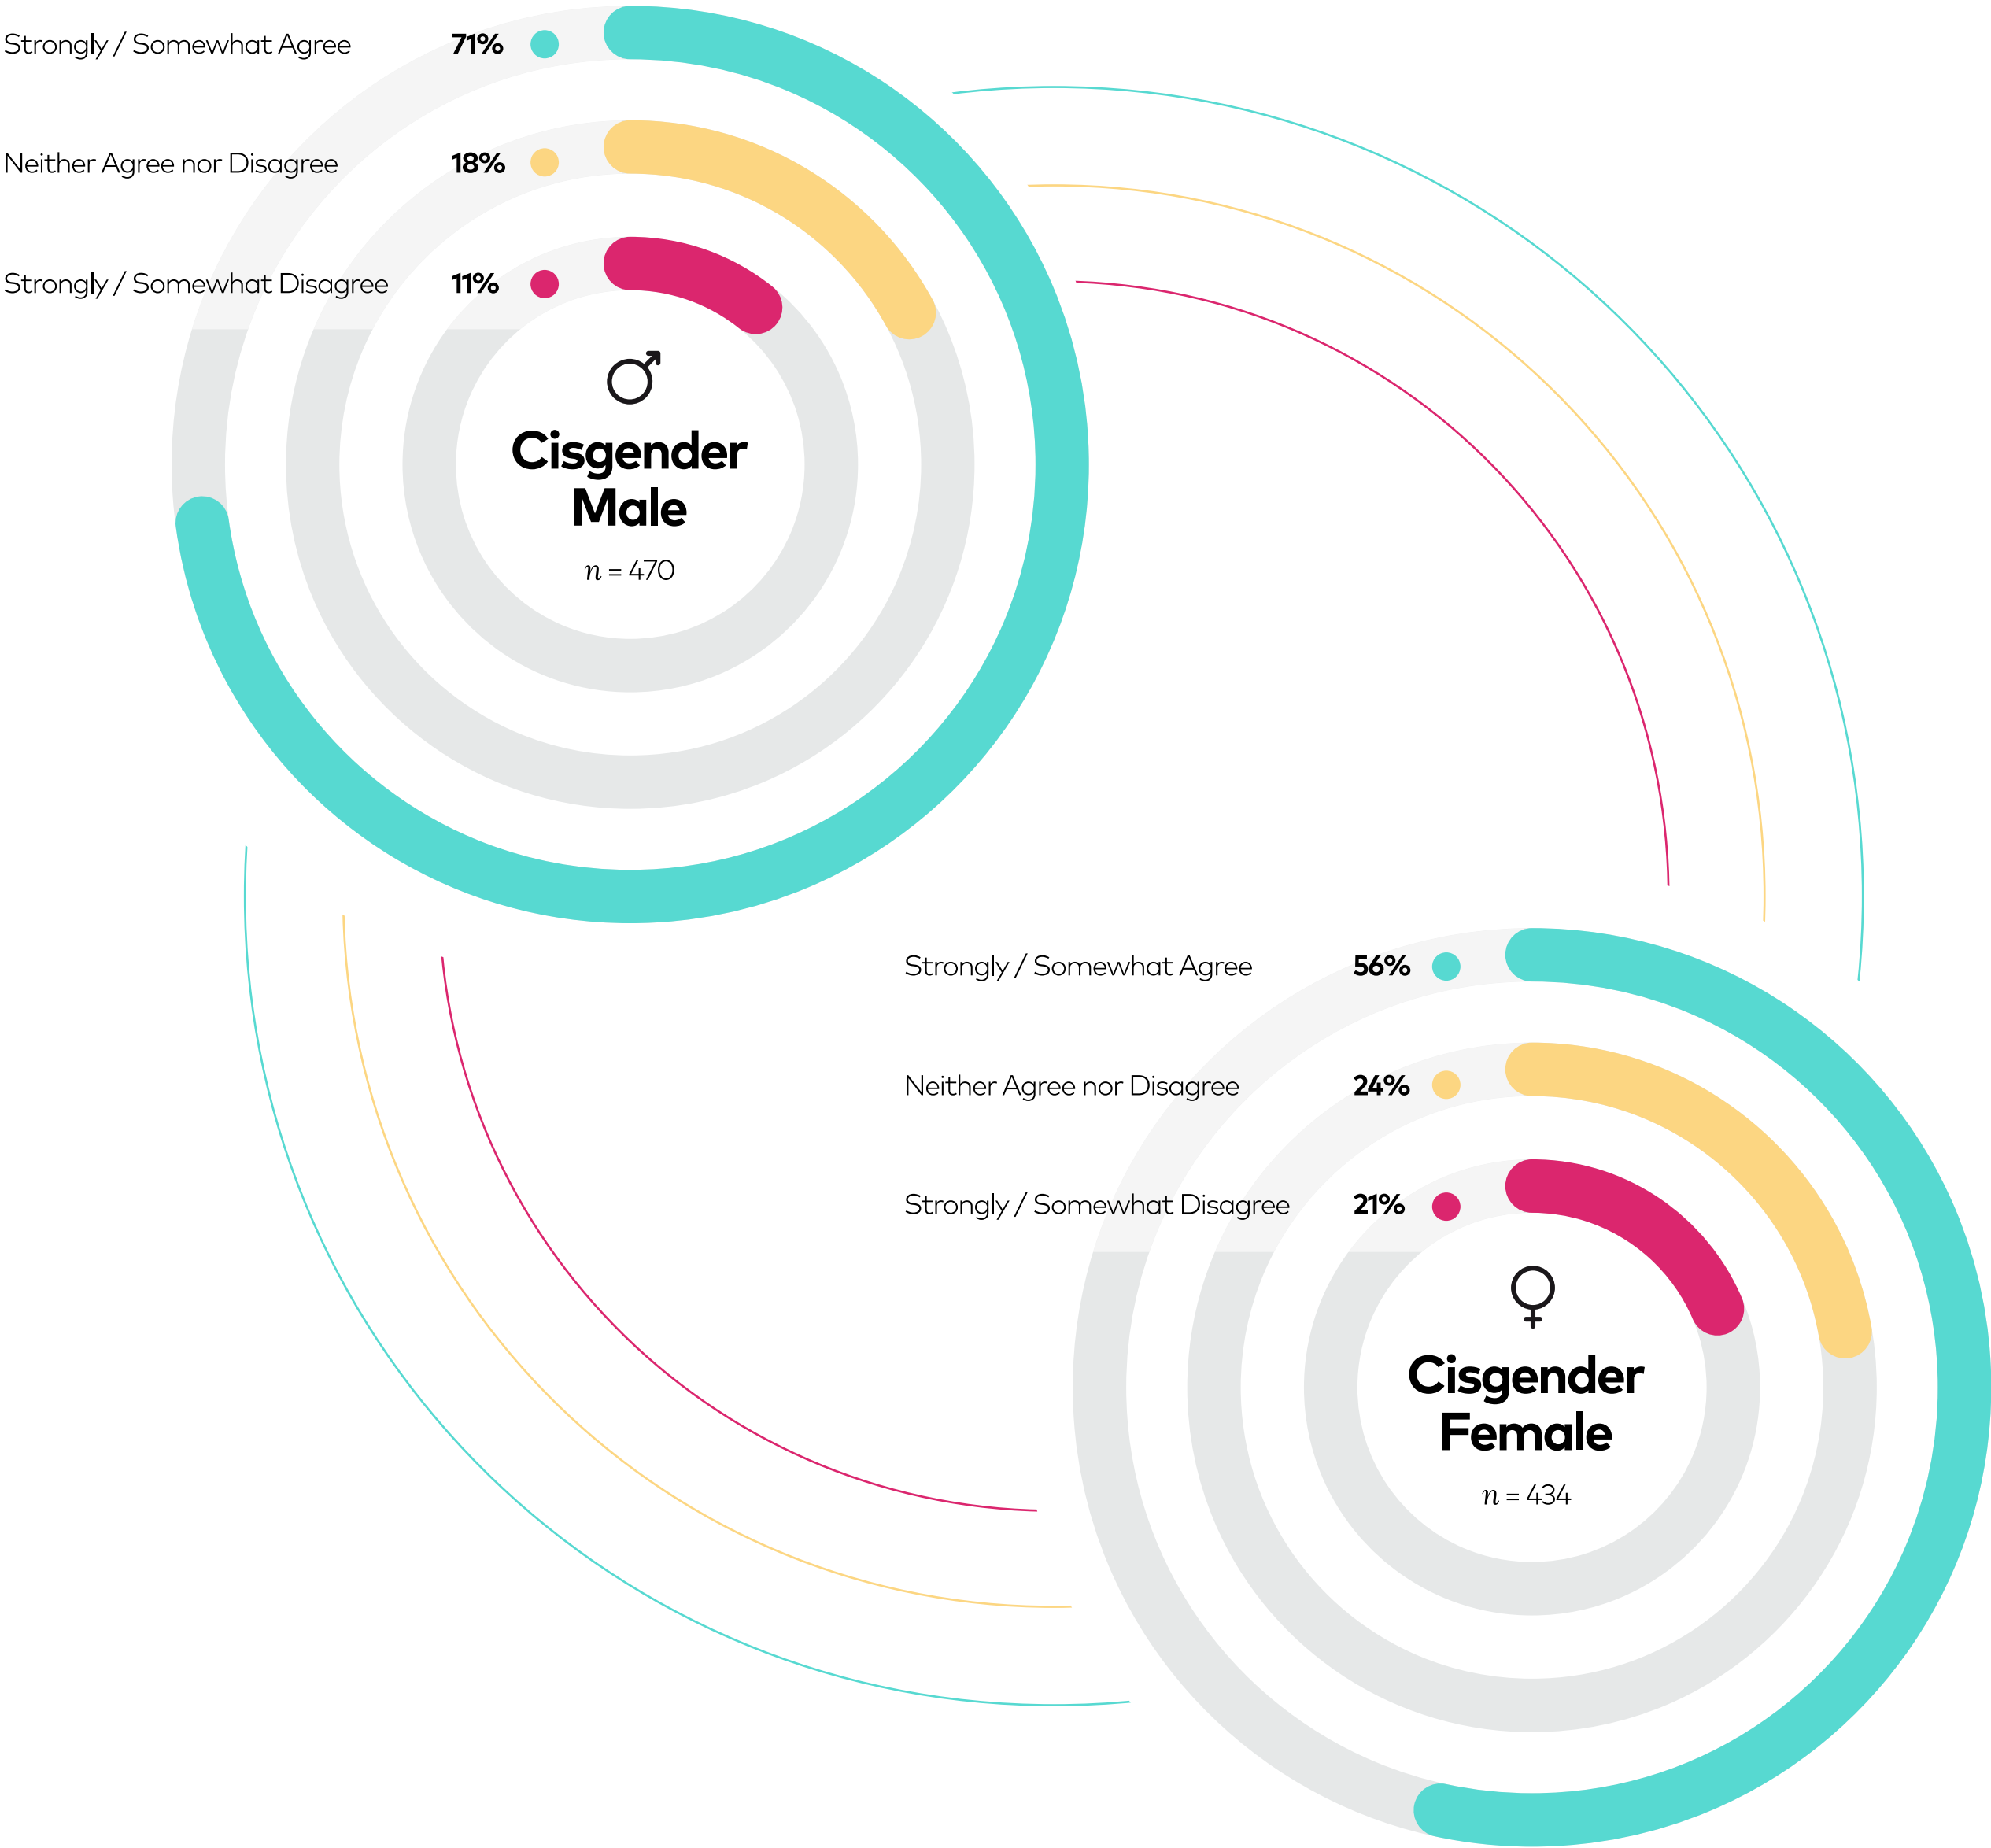 Strongly / Somewhat Agree 71%
Neither Agree nor Disagree 18%
Strongly / Somewhat Disagree 11%
Cisgender
Male
n = 470
Strongly / Somewhat Agree 56%
Neither Agree nor Disagree 24%
Strongly / Somewhat Disagree 21%
Cisgender
Female
n = 434